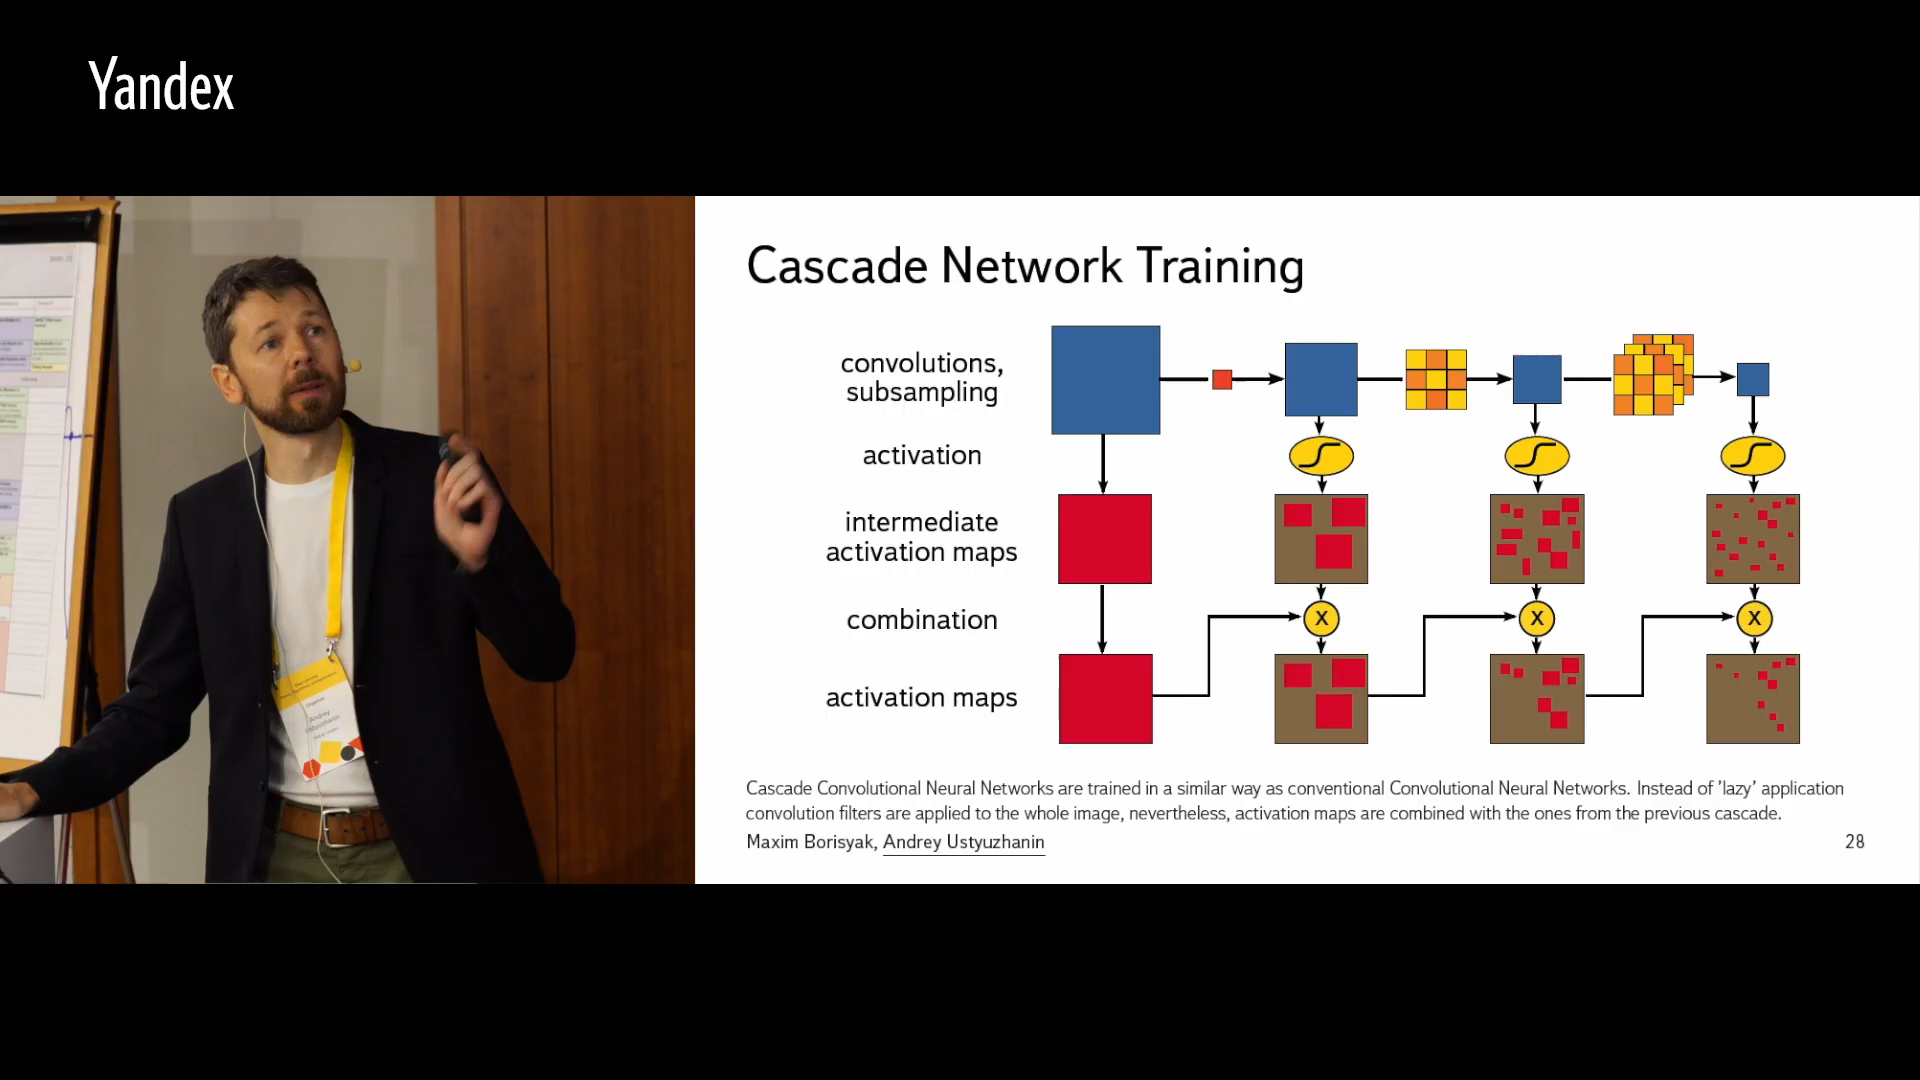 Yandex
Cascade Network Training
convolutions,
subsampling
activation
intermediate
activation maps
combination
activation maps
X
X
X
Cascade Convolutional Neural Networks are trained in a similar way as conventional Convolutional Neural Networks. Instead of 'lazy' application
convolution filters are applied to the whole image, nevertheless, activation maps are combined with the ones from the previous cascade.
Maxim Borisyak, Andrey Ustyuzhanin
28
Andrey
Ustyuzhanin